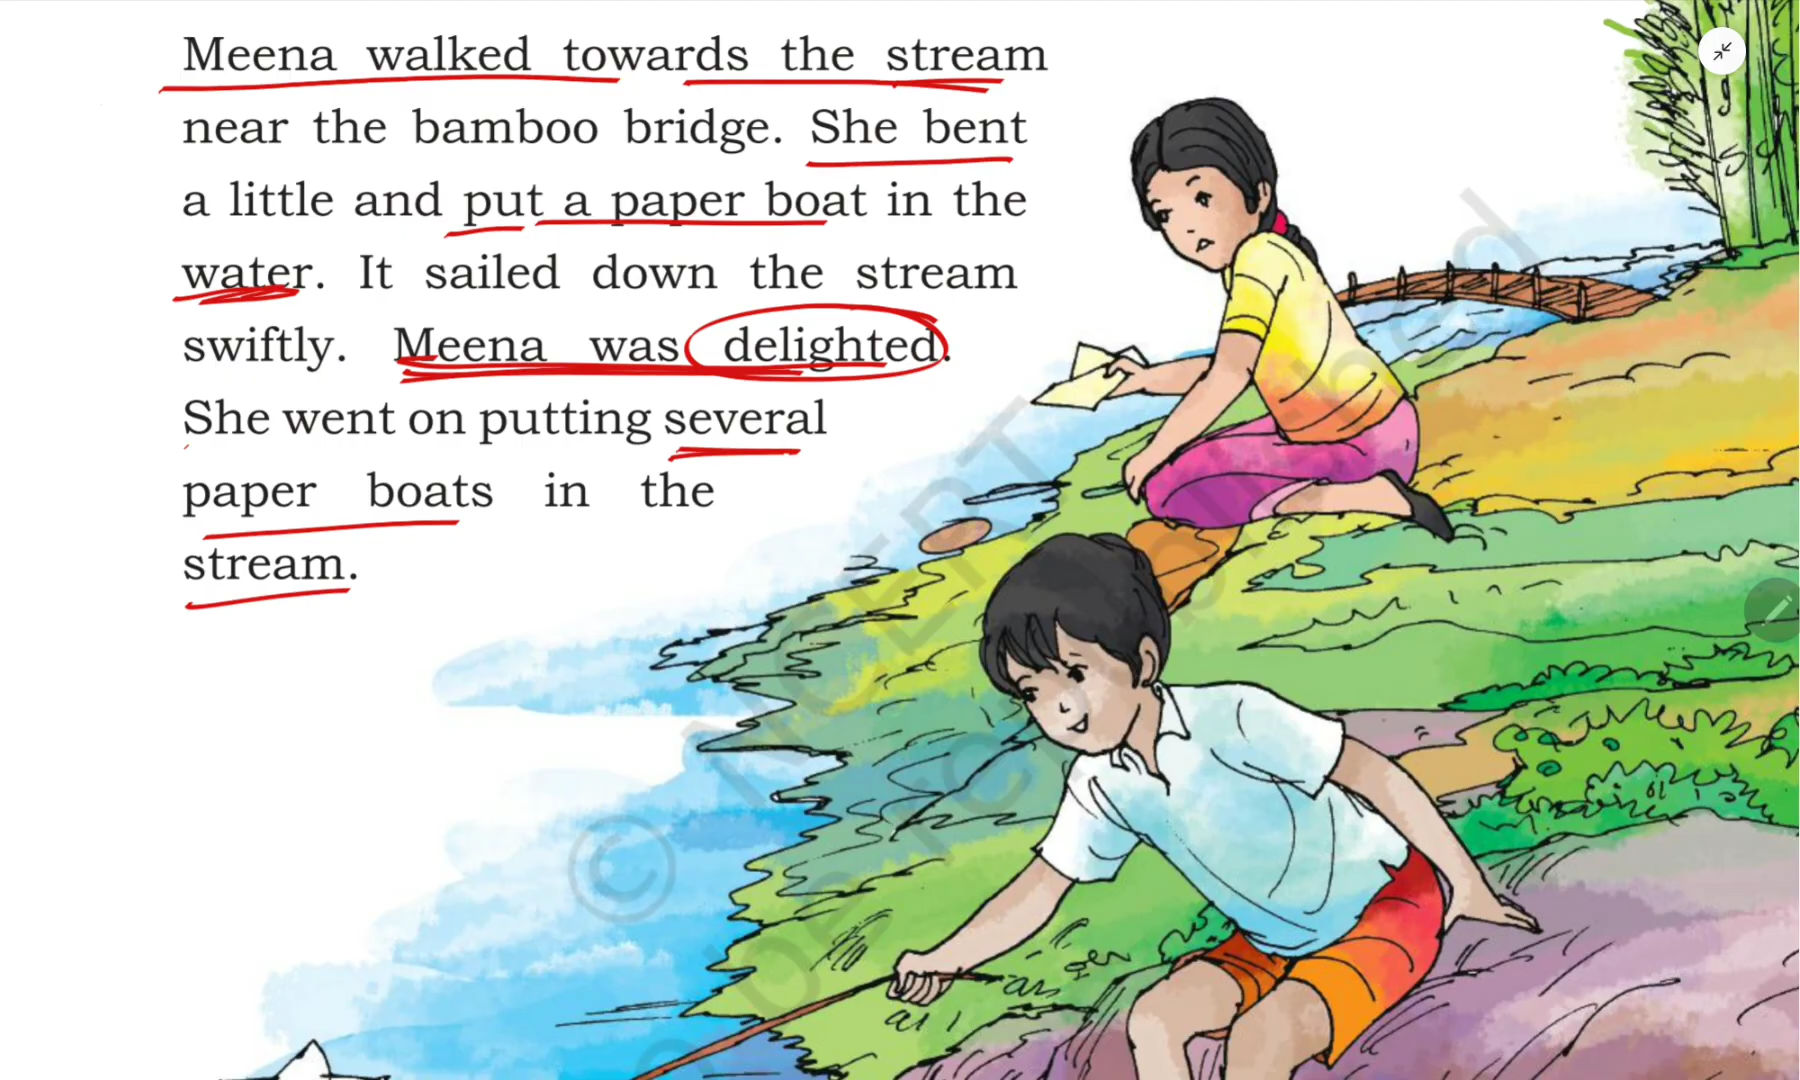 Meena walked towards the stream
near the bamboo bridge. She bent
a little and put a paper boat in the
water. It sailed down the stream
swiftly. Meena was delighted.
She went on putting several
paper boats in the
stream.
© NCERT